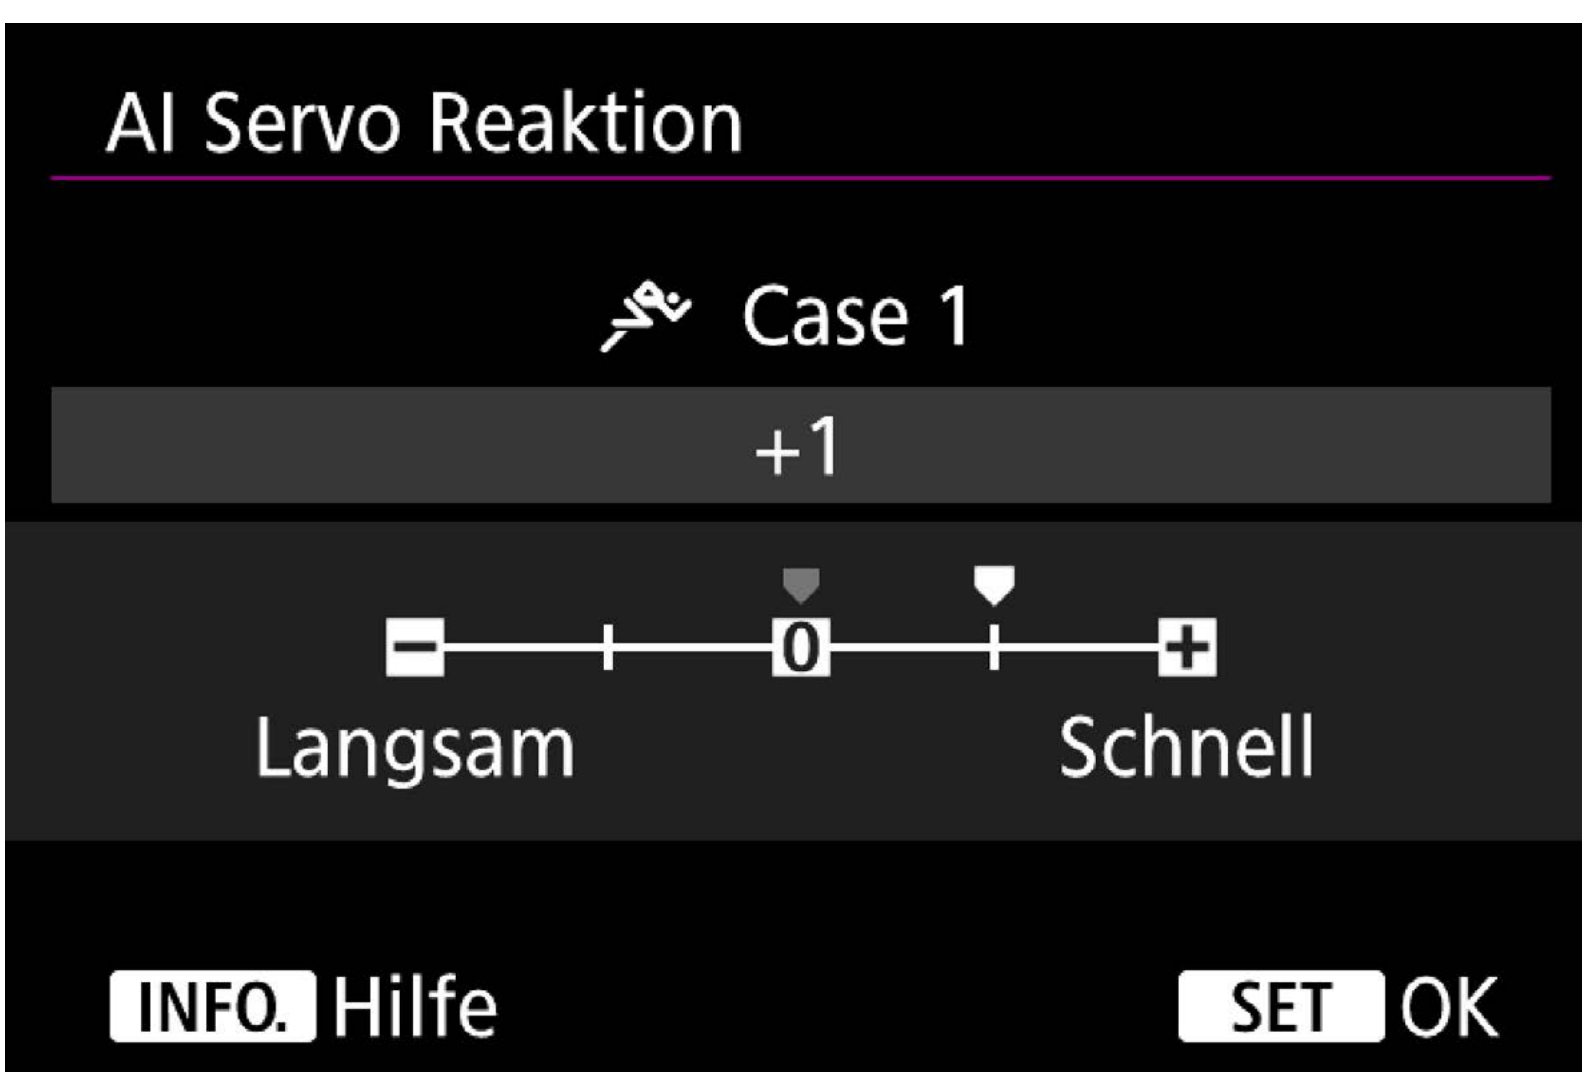 AI Servo Reaktion
Case 1
+1
− 0 +
Langsam Schnell
INFO. Hilfe SET OK